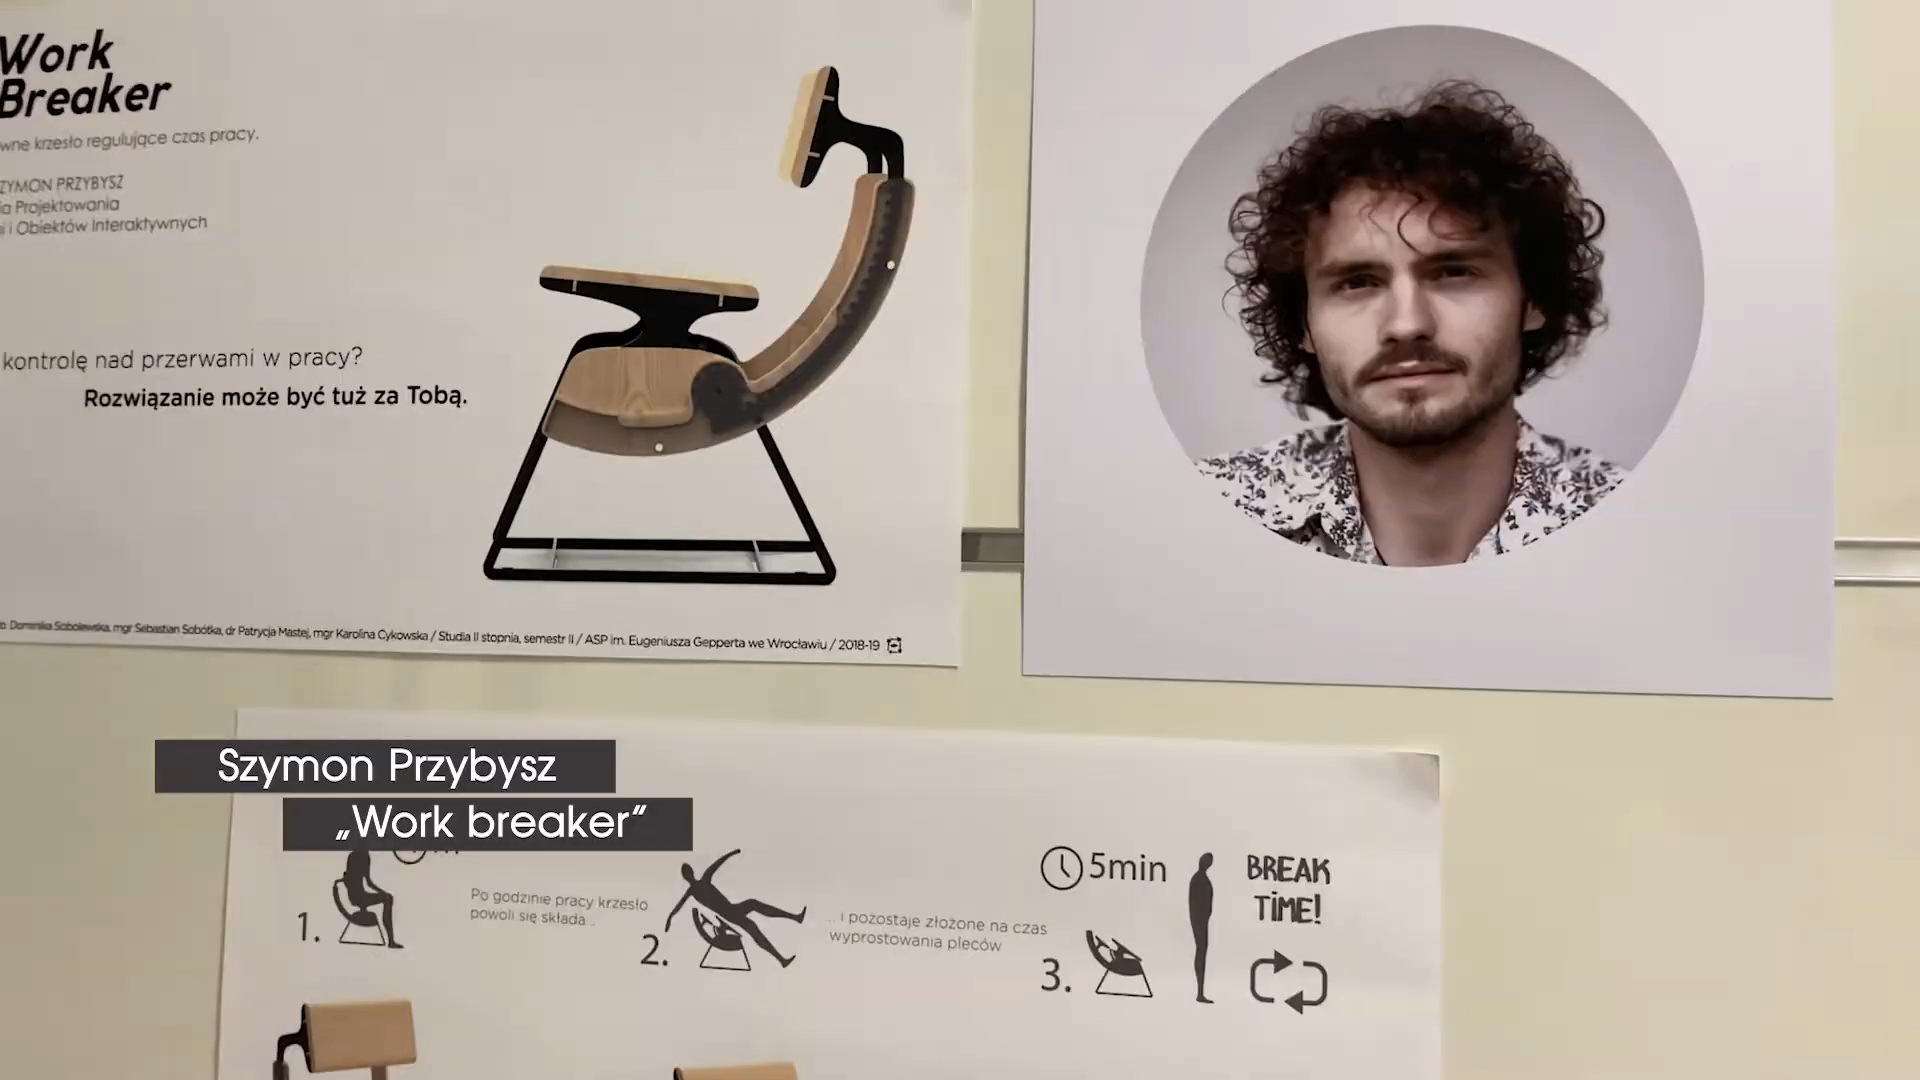 Work
Breaker
krzesło regulujące czas pracy.
SZYMON PRZYBYSZ
Projektowania
i Obiektów Interaktywnych
kontrolę nad przerwami w pracy?
Rozwiązanie może być tuż za Tobą.
Dominika Sobolewska, mgr Sebastian Sobótka, dr Patrycja Mastej, mgr Karolina Cykowska / Studia II stopnia, semestr II / ASP im. Eugeniusza Gepperta we Wrocławiu / 2018-19
Szymon Przybysz
„Work breaker”
1.
Po godzinie pracy krzesło
powoli się składa...
2.
... i pozostaje złożone na czas
wyprostowania pleców
5min
3.
BREAK
TIME!